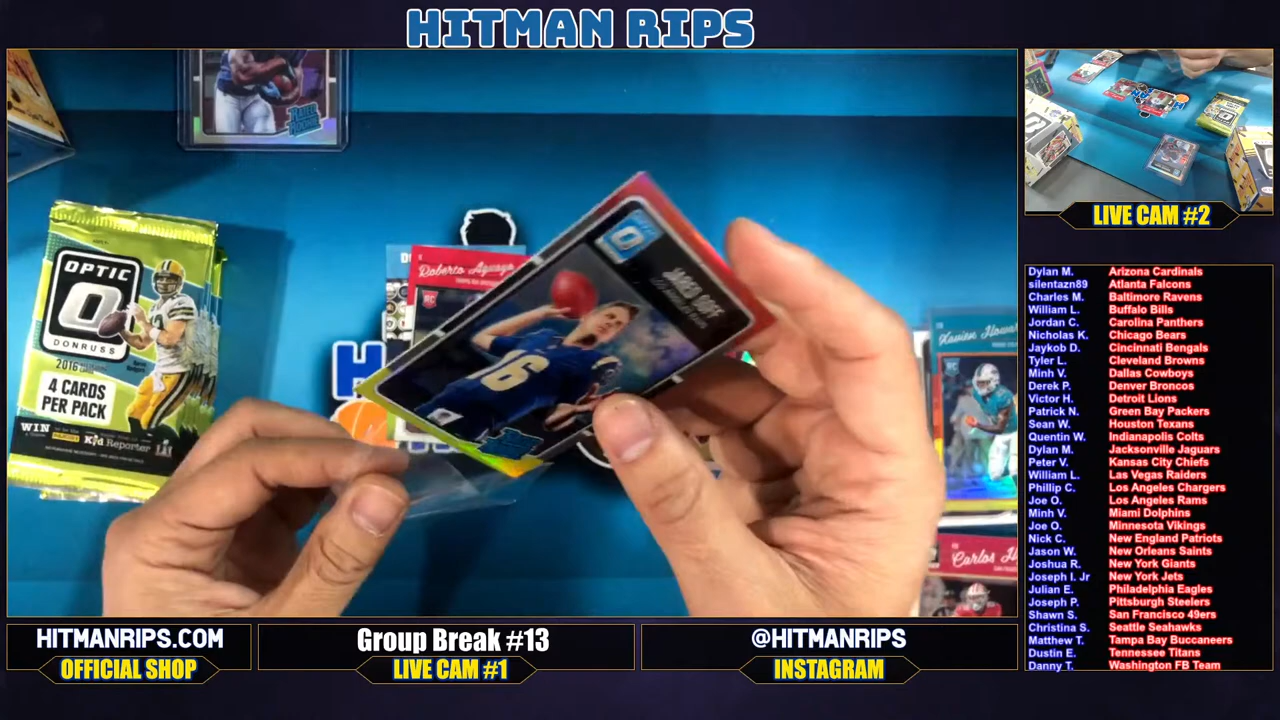 HITMAN RIPS
RATED ROOKIE
OPTIC
DONRUSS
2016
4 CARDS
PER PACK
WIN
Kid Reporter
LII
Roberto Aguayo
RC
JARED GOFF
16
Xavien Howa
RC
Carlos H
LIVE CAM #2
Dylan M. Arizona Cardinals
silentazn89 Atlanta Falcons
Charles M. Baltimore Ravens
William L. Buffalo Bills
Jordan C. Carolina Panthers
Nicholas K. Chicago Bears
Jaykob D. Cincinnati Bengals
Tyler L. Cleveland Browns
Minh V. Dallas Cowboys
Derek P. Denver Broncos
Victor H. Detroit Lions
Patrick N. Green Bay Packers
Sean W. Houston Texans
Quentin W. Indianapolis Colts
Dylan M. Jacksonville Jaguars
Peter V. Kansas City Chiefs
William L. Las Vegas Raiders
Phillip C. Los Angeles Chargers
Joe O. Los Angeles Rams
Minh V. Miami Dolphins
Joe O. Minnesota Vikings
Nick C. New England Patriots
Jason W. New Orleans Saints
Joshua R. New York Giants
Joseph I. Jr New York Jets
Julian E. Philadelphia Eagles
Joseph P. Pittsburgh Steelers
Shawn S. San Francisco 49ers
Christina S. Seattle Seahawks
Matthew T. Tampa Bay Buccaneers
Dustin E. Tennessee Titans
Danny T. Washington FB Team
HITMANRIPS.COM
OFFICIAL SHOP
Group Break #13
LIVE CAM #1
@HITMANRIPS
INSTAGRAM